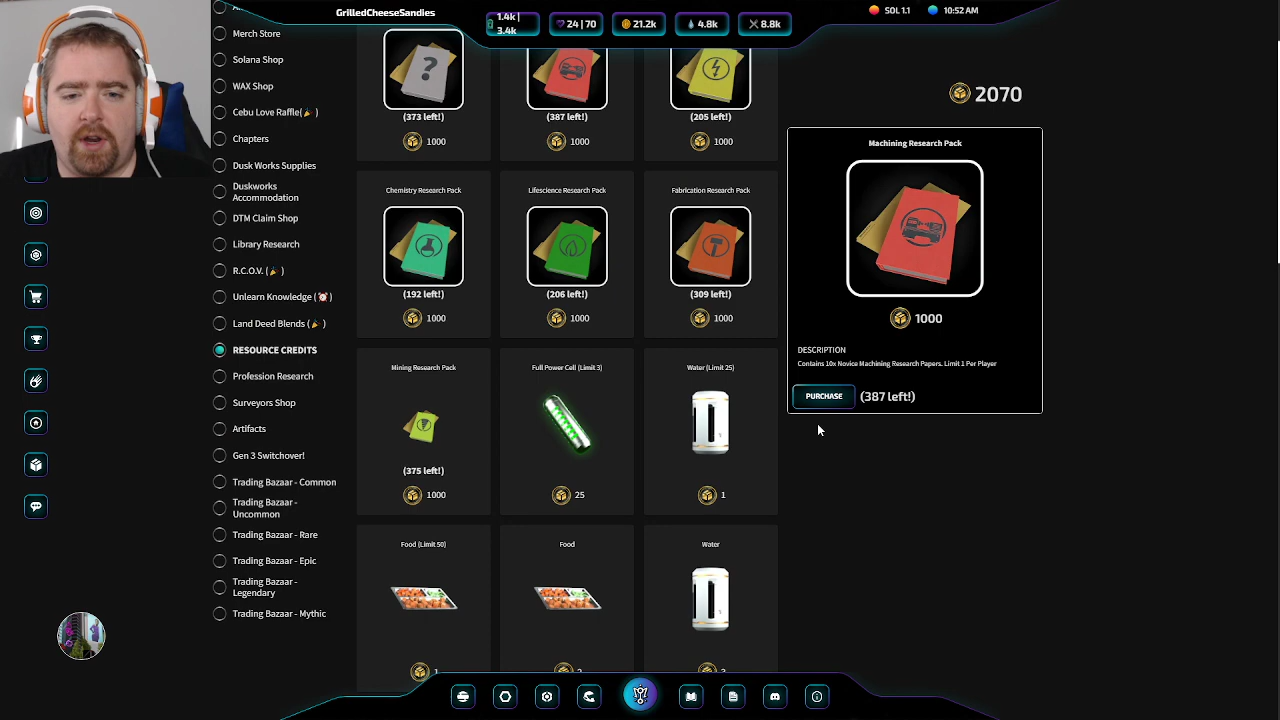 GrilledCheeseSandies
1.4k |
3.4k
24 | 70
21.2k
4.8k
8.8k
SOL 1.1
10:52 AM
Merch Store
Solana Shop
WAX Shop
Cebu Love Raffle(🎉)
Chapters
Dusk Works Supplies
Duskworks
Accommodation
DTM Claim Shop
Library Research
R.C.O.V. (🎉)
Unlearn Knowledge (⏰)
Land Deed Blends (🎉)
RESOURCE CREDITS
Profession Research
Surveyors Shop
Artifacts
Gen 3 Switchover!
Trading Bazaar - Common
Trading Bazaar -
Uncommon
Trading Bazaar - Rare
Trading Bazaar - Epic
Trading Bazaar -
Legendary
Trading Bazaar - Mythic
?
(373 left!)
1000
(387 left!)
1000
(205 left!)
1000
Chemistry Research Pack
(192 left!)
1000
Lifescience Research Pack
(206 left!)
1000
Fabrication Research Pack
(309 left!)
1000
Mining Research Pack
(375 left!)
1000
Full Power Cell (Limit 3)
25
Water (Limit 25)
1
Food (Limit 50)
1
Food
Water
2070
Machining Research Pack
1000
DESCRIPTION
Contains 10x Novice Machining Research Papers. Limit 1 Per Player
PURCHASE
(387 left!)